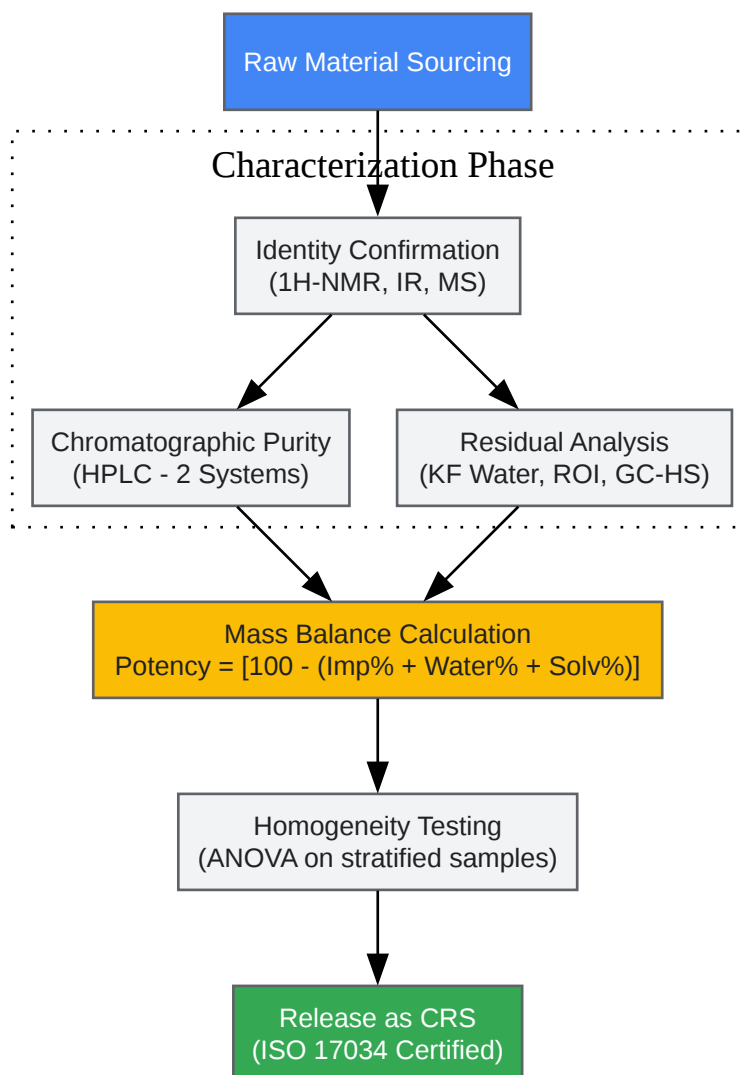 Raw Material Sourcing
Characterization Phase
Identity Confirmation
(1H-NMR, IR, MS)
Chromatographic Purity
(HPLC - 2 Systems)
Residual Analysis
(KF Water, ROI, GC-HS)
Mass Balance Calculation
Potency = [100 - (Imp% + Water% + Solv%)]
Homogeneity Testing
(ANOVA on stratified samples)
Release as CRS
(ISO 17034 Certified)